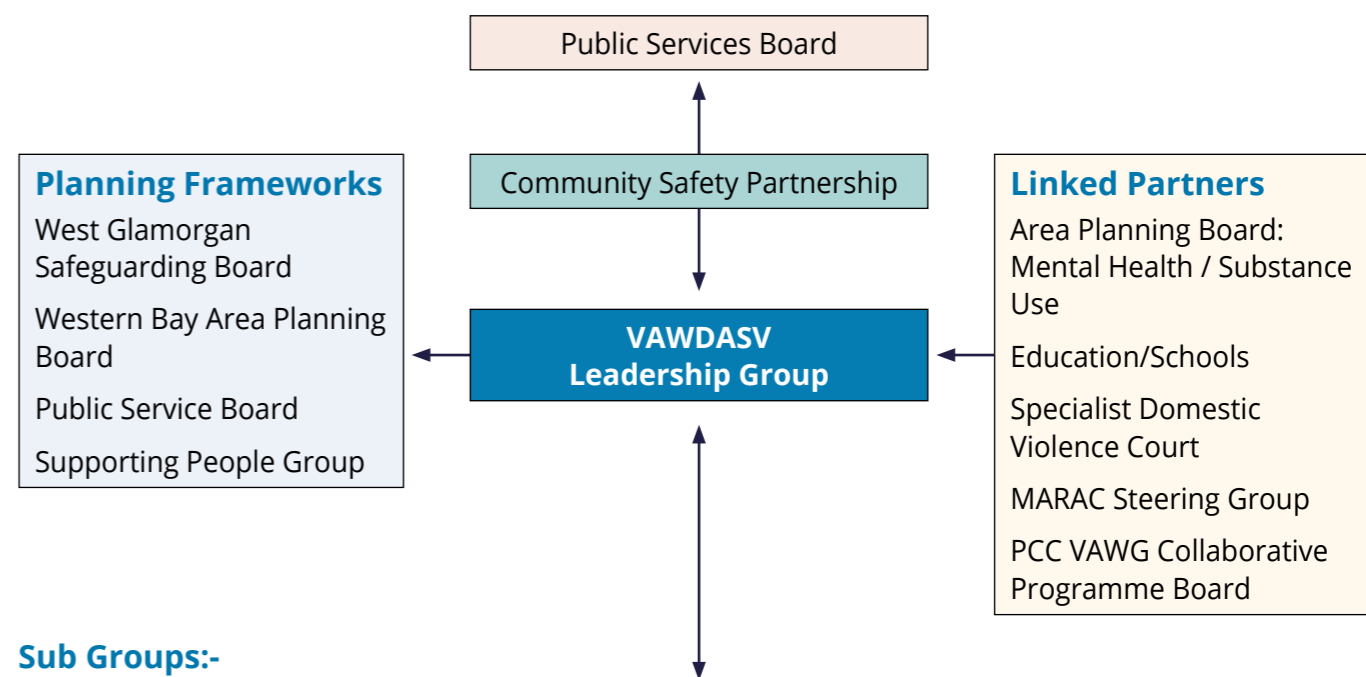 Public Services Board
Community Safety Partnership
Planning Frameworks
West Glamorgan
Safeguarding Board
Western Bay Area Planning
Board
Public Service Board
Supporting People Group
VAWDASV
Leadership Group
Linked Partners
Area Planning Board:
Mental Health / Substance
Use
Education/Schools
Specialist Domestic
Violence Court
MARAC Steering Group
PCC VAWG Collaborative
Programme Board
Sub Groups:-